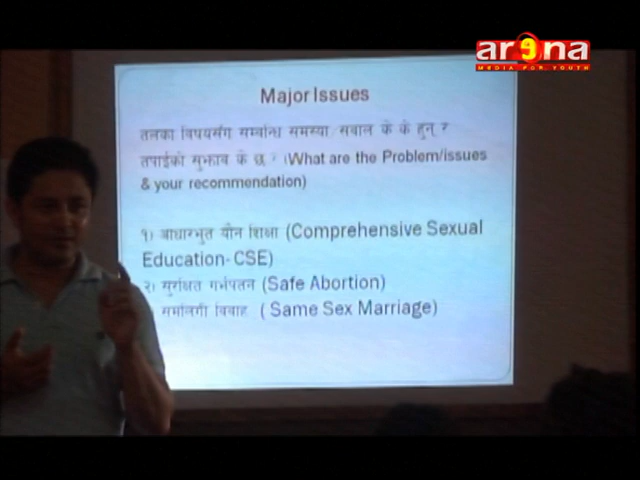 arena
MEDIA FOR YOUTH
Major Issues
तलका विषयसँग सम्बन्धि समस्या, सवाल के के हुन् र
तपाईको सुझाव के छ ? (What are the Problem/issues
& your recommendation)
१) आधारभुत यौन शिक्षा (Comprehensive Sexual
Education- CSE)
२) सुरक्षित गर्भपतन (Safe Abortion)
समलिंगी विवाह ( Same Sex Marriage)